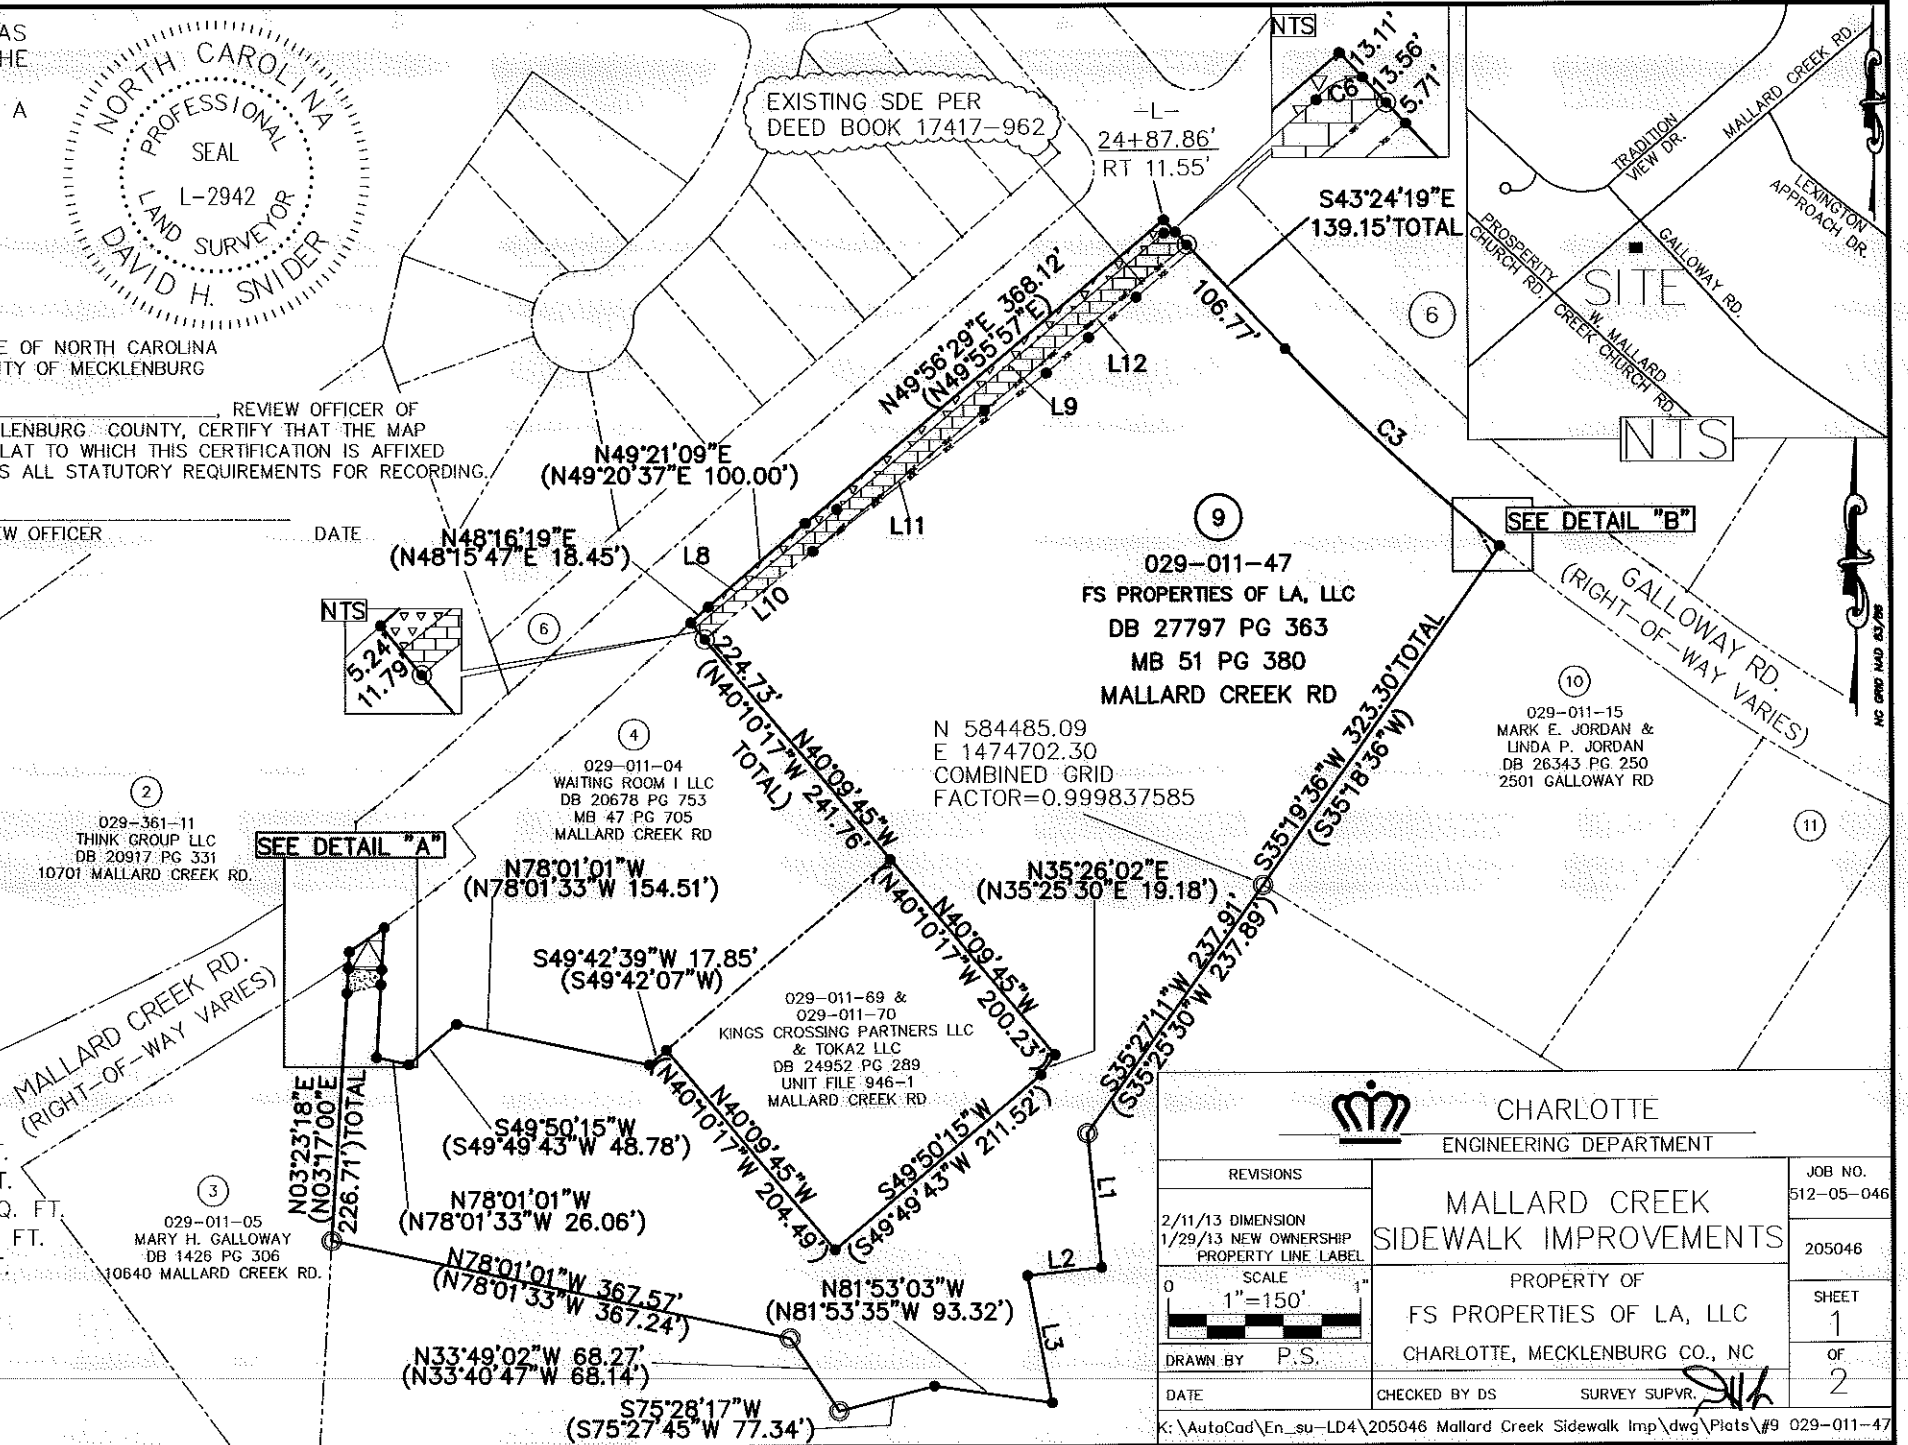 AS
HE
A
NORTH CAROLINA
PROFESSIONAL
SEAL
L-2942
LAND SURVEYOR
DAVID H. SNIDER
E OF NORTH CAROLINA
TY OF MECKLENBURG
, REVIEW OFFICER OF
LENBURG COUNTY, CERTIFY THAT THE MAP
LAT TO WHICH THIS CERTIFICATION IS AFFIXED
S ALL STATUTORY REQUIREMENTS FOR RECORDING.
W OFFICER
DATE
EXISTING SDE PER
DEED BOOK 17417-962
-L-
24+87.86'
RT 11.55'
NTS
13.11'
C6
13.56'
5.71'
S43°24'19"E
139.15'TOTAL
106.77'
C3
6
TRADITION
VIEW DR.
MALLARD CREEK RD.
LEXINGTON
APPROACH DR.
PROSPERITY
CHURCH RD.
GALLOWAY RD.
SITE
W. MALLARD
CREEK CHURCH RD.
NTS
NC GRID NAD 83/86
N49°56'29"E 368.12'
(N49°55'57"E)
L12
L9
L11
N49°21'09"E
(N49°20'37"E 100.00')
N48°16'19"E
(N48°15'47"E 18.45')
L8
L10
NTS
5.24'
11.79'
6
9
029-011-47
FS PROPERTIES OF LA, LLC
DB 27797 PG 363
MB 51 PG 380
MALLARD CREEK RD
SEE DETAIL "B"
GALLOWAY RD.
(RIGHT-OF-WAY VARIES)
10
029-011-15
MARK E. JORDAN &
LINDA P. JORDAN
DB 26343 PG 250
2501 GALLOWAY RD
11
N 584485.09
E 1474702.30
COMBINED GRID
FACTOR=0.999837585
224.73'
N40°09'45"W
(N40°10'17"W 241.76'
TOTAL)
S35°19'36"W 323.30'TOTAL
(S35°18'36"W)
4
029-011-04
WAITING ROOM I LLC
DB 20678 PG 753
MB 47 PG 705
MALLARD CREEK RD
2
029-361-11
THINK GROUP LLC
DB 20917 PG 331
10701 MALLARD CREEK RD.
SEE DETAIL "A"
N78°01'01"W
(N78°01'33"W 154.51')
N35°26'02"E
(N35°25'30"E 19.18')
N40°09'45"W
(N40°10'17"W 200.23')
S35°27'11"W 237.91'
(S35°25'30"W 237.89')
S49°42'39"W 17.85'
(S49°42'07"W)
029-011-69 &
029-011-70
KINGS CROSSING PARTNERS LLC
& TOKA2 LLC
DB 24952 PG 289
UNIT FILE 946-1
MALLARD CREEK RD
MALLARD CREEK RD.
(RIGHT-OF-WAY VARIES)
N03°23'18"E
(N03°17'00"E
226.71')TOTAL
S49°50'15"W
(S49°49'43"W 48.78')
N78°01'01"W
(N78°01'33"W 26.06')
N40°09'45"W
(N40°10'17"W 204.49')
S49°50'15"W
(S49°49'43"W 211.52')
T.
Q. FT.
FT.
3
029-011-05
MARY H. GALLOWAY
DB 1426 PG 306
10640 MALLARD CREEK RD.
N78°01'01"W 367.57'
(N78°01'33"W 367.24')
N81°53'03"W
(N81°53'35"W 93.32')
N33°49'02"W 68.27'
(N33°40'47"W 68.14')
S75°28'17"W
(S75°27'45"W 77.34')
L1
L2
L3
CHARLOTTE
ENGINEERING DEPARTMENT
REVISIONS
2/11/13 DIMENSION
1/29/13 NEW OWNERSHIP
PROPERTY LINE LABEL
MALLARD CREEK
SIDEWALK IMPROVEMENTS
JOB NO.
512-05-046
205046
0 SCALE 1"
1"=150'
PROPERTY OF
FS PROPERTIES OF LA, LLC
CHARLOTTE, MECKLENBURG CO., NC
SHEET
1
OF
2
DRAWN BY P.S.
DATE
CHECKED BY DS
SURVEY SUPVR.
K:\AutoCad\En_su-LD4\205046 Mallard Creek Sidewalk Imp\dwg\Plats\#9 029-011-47